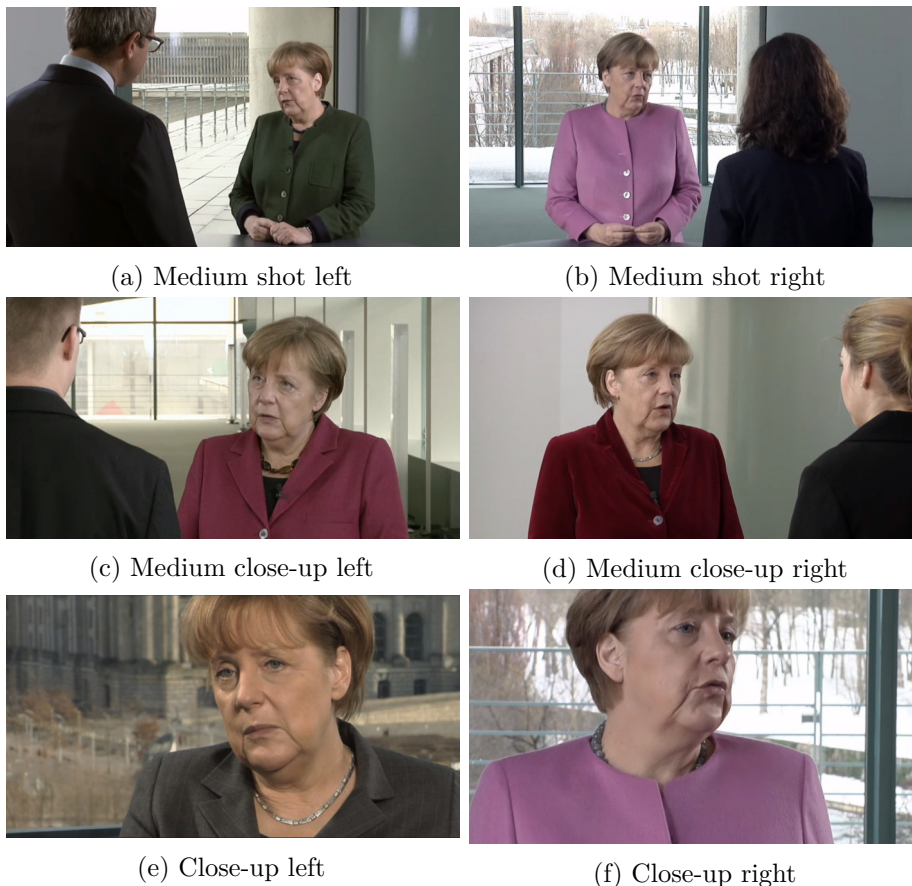 (a) Medium shot left
(b) Medium shot right
(c) Medium close-up left
(d) Medium close-up right
(e) Close-up left
(f) Close-up right